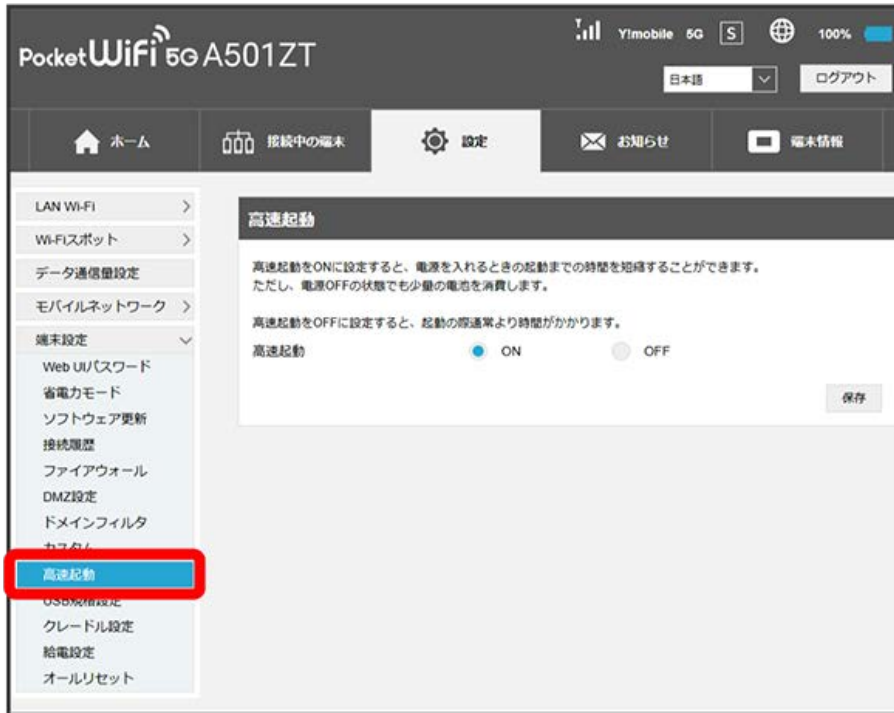 Pocket WiFi 5G A501ZT
Y!mobile 5G S 100%
日本語 ログアウト
ホーム 接続中の端末 設定 お知らせ 端末情報
LAN Wi-Fi
Wi-Fiスポット
データ通信量設定
モバイルネットワーク
端末設定
Web UIパスワード
省電力モード
ソフトウェア更新
接続履歴
ファイアウォール
DMZ設定
ドメインフィルタ
カスタム
高速起動
USB規格設定
クレードル設定
給電設定
オールリセット
高速起動
高速起動をONに設定すると、電源を入れるときの起動までの時間を短縮することができます。
ただし、電源OFFの状態でも少量の電池を消費します。
高速起動をOFFに設定すると、起動の際通常より時間がかかります。
高速起動 ON OFF
保存